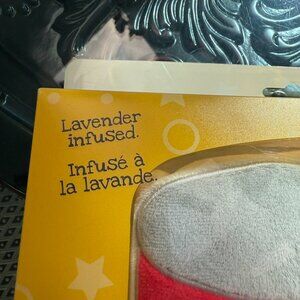 Lavender
infused.
Infusé à
la lavande.